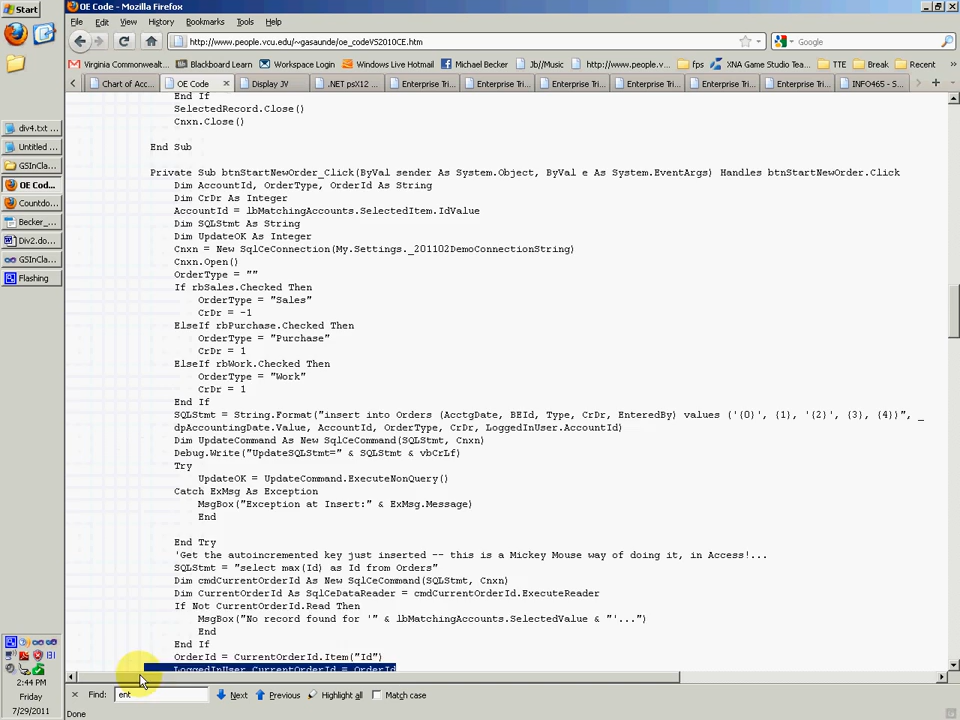 Start
OE Code - Mozilla Firefox
File Edit View History Bookmarks Tools Help
http://www.people.vcu.edu/~gasaunde/oe_codeVS2010CE.htm
Google
Virginia Commonwealt... Blackboard Learn Workspace Login Windows Live Hotmail Michael Becker Jb//Music http://www.people.v... fps XNA Game Studio Tea... TTE Break Recent
Chart of Acc... OE Code Display JV .NET psX12 ... Enterprise Tri... Enterprise Tri... Enterprise Tri... Enterprise Tri... Enterprise Tri... Enterprise Tri... INFO465 - S...
div4.txt ...
Untitled ...
GSInCla...
OE Cod...
Countdo...
Becker_...
Div2.do...
GSInCla...
Flashing
End If
SelectedRecord.Close()
Cnxn.Close()
End Sub
Private Sub btnStartNewOrder_Click(ByVal sender As System.Object, ByVal e As System.EventArgs) Handles btnStartNewOrder.Click
Dim AccountId, OrderType, OrderId As String
Dim CrDr As Integer
AccountId = lbMatchingAccounts.SelectedItem.IdValue
Dim SQLStmt As String
Dim UpdateOK As Integer
Cnxn = New SqlCeConnection(My.Settings._201102DemoConnectionString)
Cnxn.Open()
OrderType = ""
If rbSales.Checked Then
OrderType = "Sales"
CrDr = -1
ElseIf rbPurchase.Checked Then
OrderType = "Purchase"
CrDr = 1
ElseIf rbWork.Checked Then
OrderType = "Work"
CrDr = 1
End If
SQLStmt = String.Format("insert into Orders (AcctgDate, BEId, Type, CrDr, EnteredBy) values ('{0}', {1}, '{2}', {3}, {4})", _
dpAccountingDate.Value, AccountId, OrderType, CrDr, LoggedInUser.AccountId)
Dim UpdateCommand As New SqlCeCommand(SQLStmt, Cnxn)
Debug.Write("UpdateSQLStmt=" & SQLStmt & vbCrLf)
Try
UpdateOK = UpdateCommand.ExecuteNonQuery()
Catch ExMsg As Exception
MsgBox("Exception at Insert:" & ExMsg.Message)
End
End Try
'Get the autoincremented key just inserted -- this is a Mickey Mouse way of doing it, in Access!...
SQLStmt = "select max(Id) as Id from Orders"
Dim cmdCurrentOrderId As New SqlCeCommand(SQLStmt, Cnxn)
Dim CurrentOrderId As SqlCeDataReader = cmdCurrentOrderId.ExecuteReader
If Not CurrentOrderId.Read Then
MsgBox("No record found for '" & lbMatchingAccounts.SelectedValue & "'...")
End
End If
OrderId = CurrentOrderId.Item("Id")
LoggedInUser.CurrentOrderId = OrderId
2:44 PM
Friday
7/29/2011
Find: ent Next Previous Highlight all Match case
Done